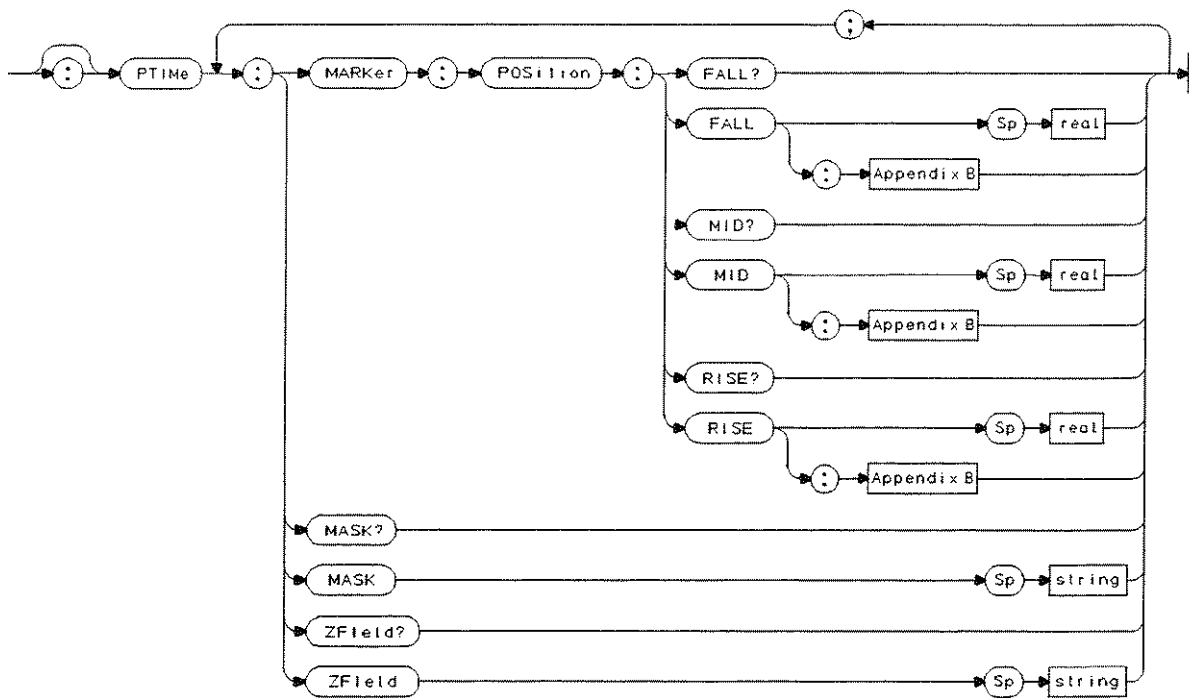 ;
: PTIMe : MARKer : POSition : FALL?
FALL Sp real
: Appendix B
MID?
MID Sp real
: Appendix B
RISE?
RISE Sp real
: Appendix B
MASK?
MASK Sp string
ZField?
ZField Sp string